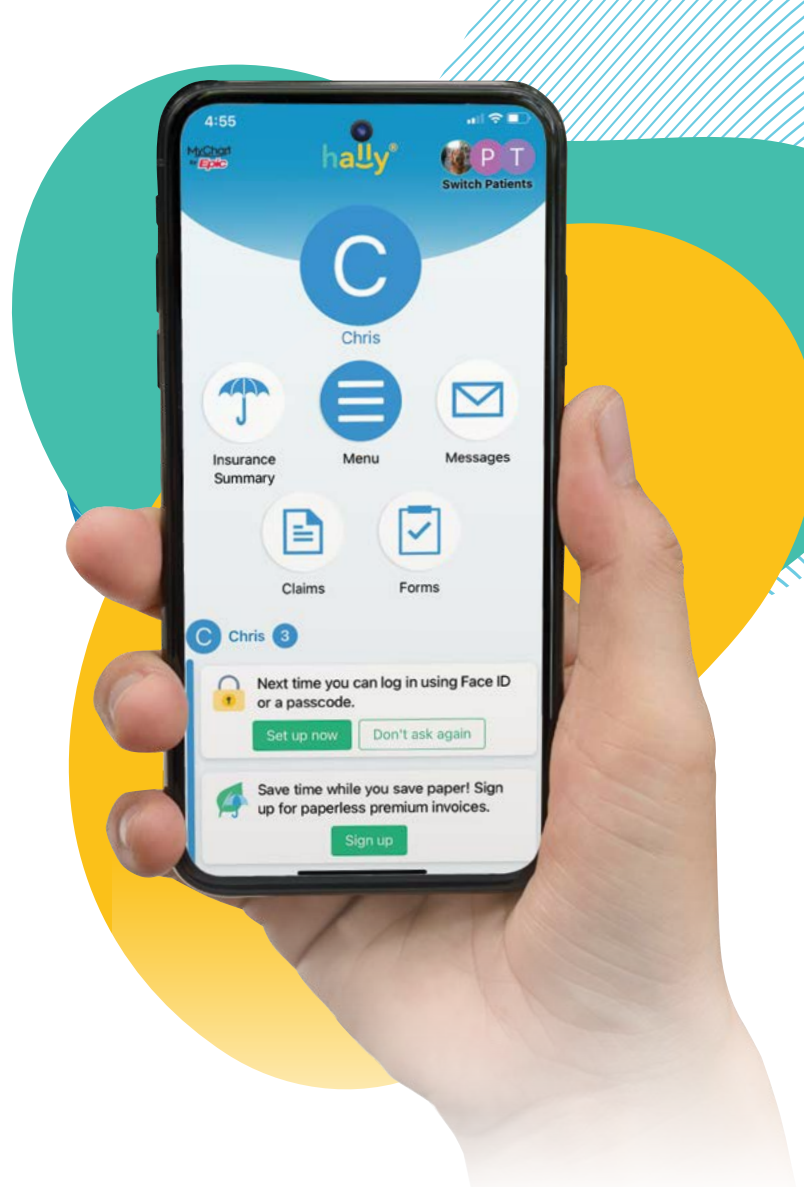 4:55
MyChart
by Epic
hally®
P T
Switch Patients
C
Chris
Insurance
Summary
Menu
Messages
Claims
Forms
C Chris 3
Next time you can log in using Face ID
or a passcode.
Set up now Don't ask again
Save time while you save paper! Sign
up for paperless premium invoices.
Sign up